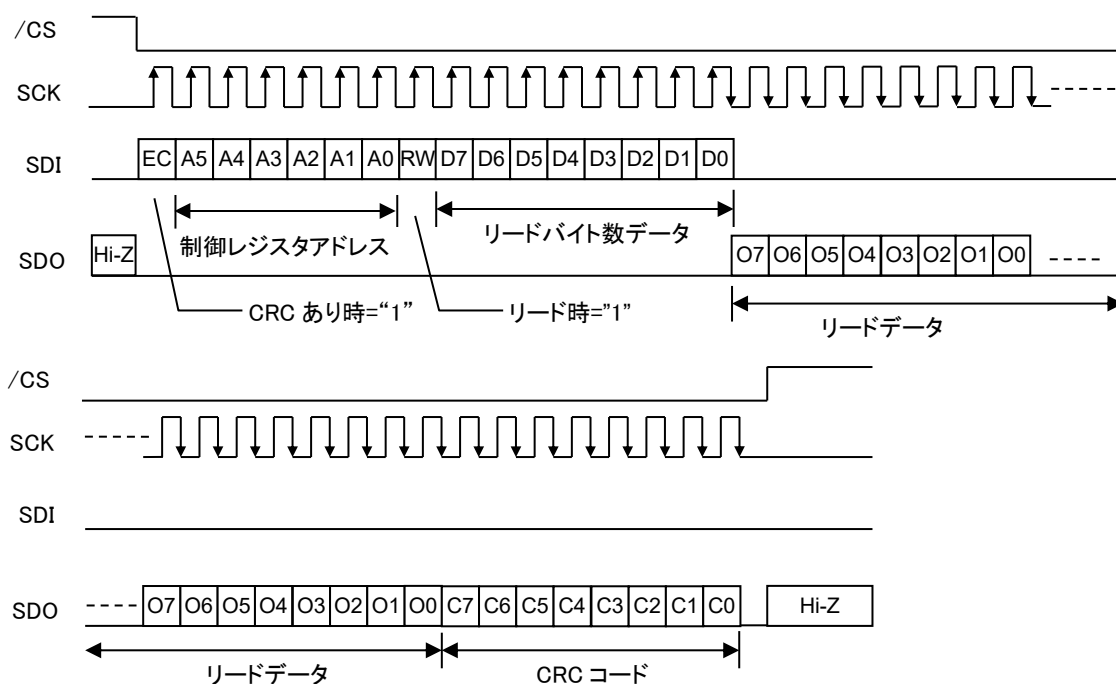 /CS
SCK
SDI EC A5 A4 A3 A2 A1 A0 RW D7 D6 D5 D4 D3 D2 D1 D0
制御レジスタアドレス リードバイト数データ
SDO Hi-Z O7 O6 O5 O4 O3 O2 O1 O0
CRC あり時=“1” リード時=”1”
リードデータ
/CS
SCK
SDI
SDO O7 O6 O5 O4 O3 O2 O1 O0 C7 C6 C5 C4 C3 C2 C1 C0 Hi-Z
リードデータ CRC コード